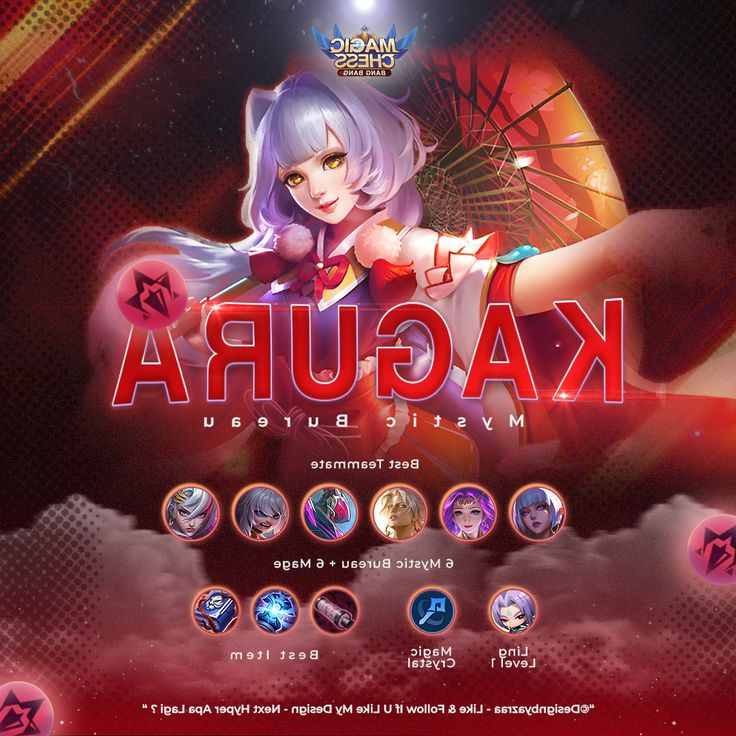 MAGIC
CHESS
BANG BANG
KAGURA
Mystic Bureau
Best Teammate
6 Mystic Bureau + 6 Mage
Ling
Level 1
Magic
Crystal
Best Item
“©Designbyazraa - Like & Follow If U Like My Design - Next Hyper Apa Lagi ? “